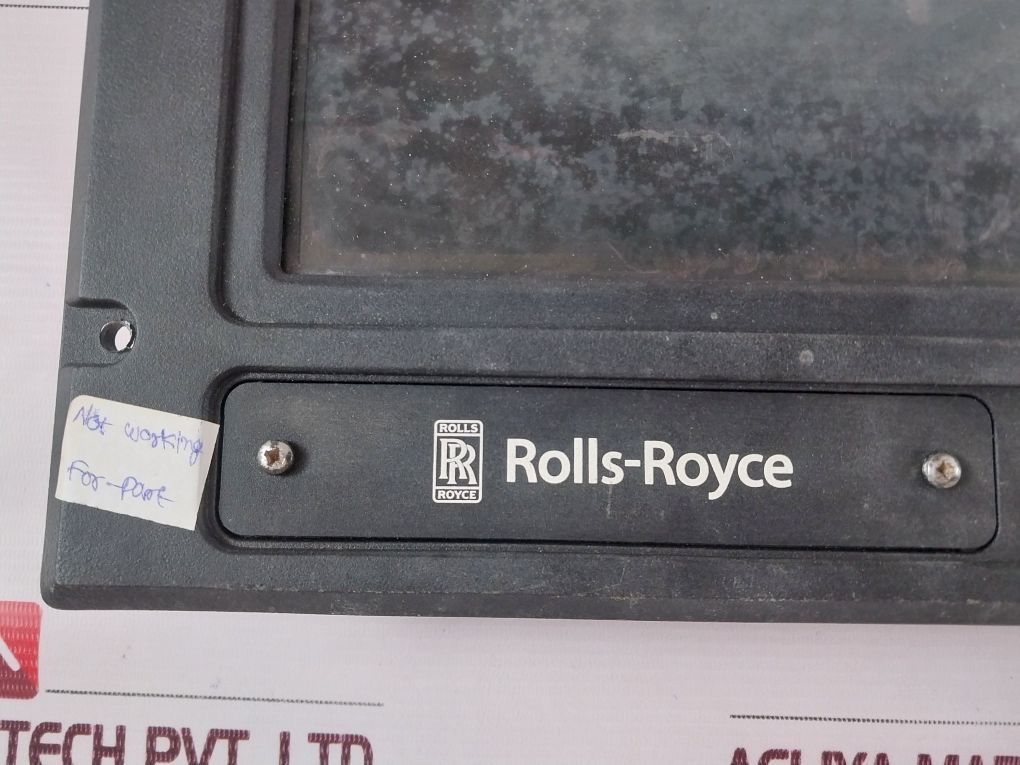 Not working
For-part
ROLLS
RR
ROYCE
Rolls-Royce
TECH PVT. LTD